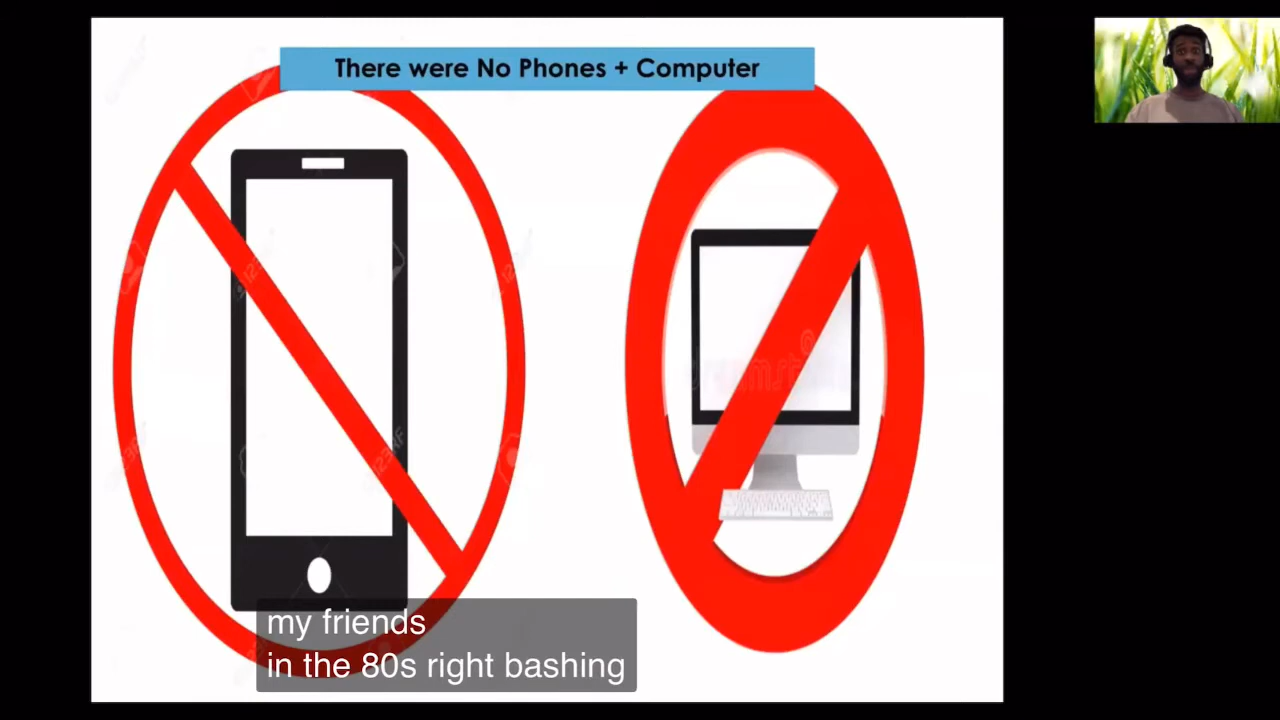 There were No Phones + Computer
my friends
in the 80s right bashing